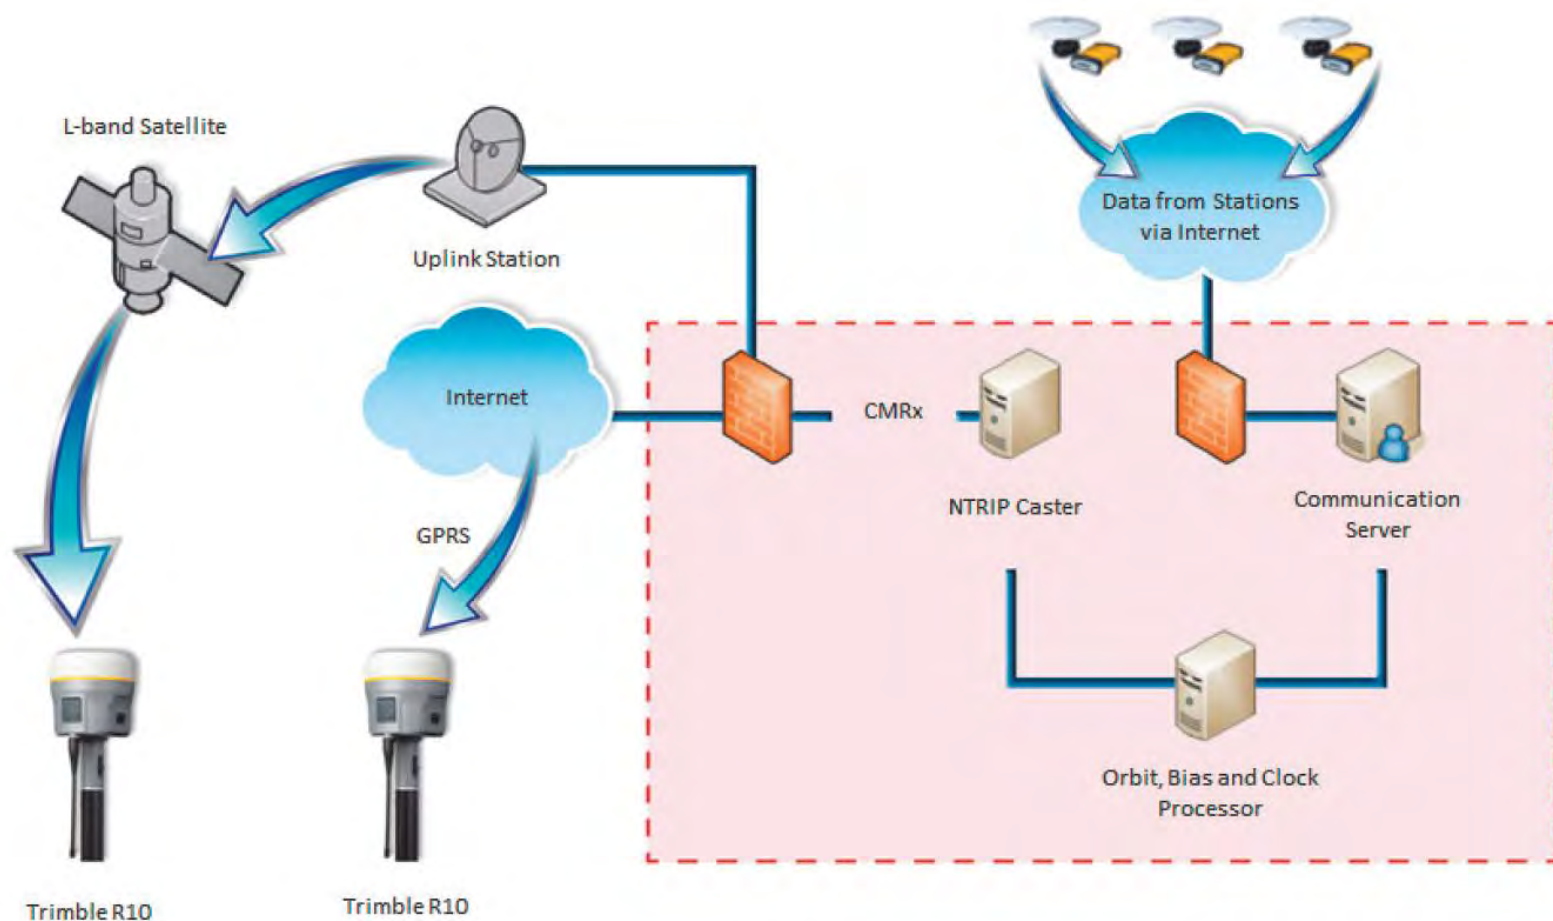 L-band Satellite
Uplink Station
Data from Stations
via Internet
Internet
CMRx
GPRS
NTRIP Caster
Communication
Server
Orbit, Bias and Clock
Processor
Trimble R10
Trimble R10